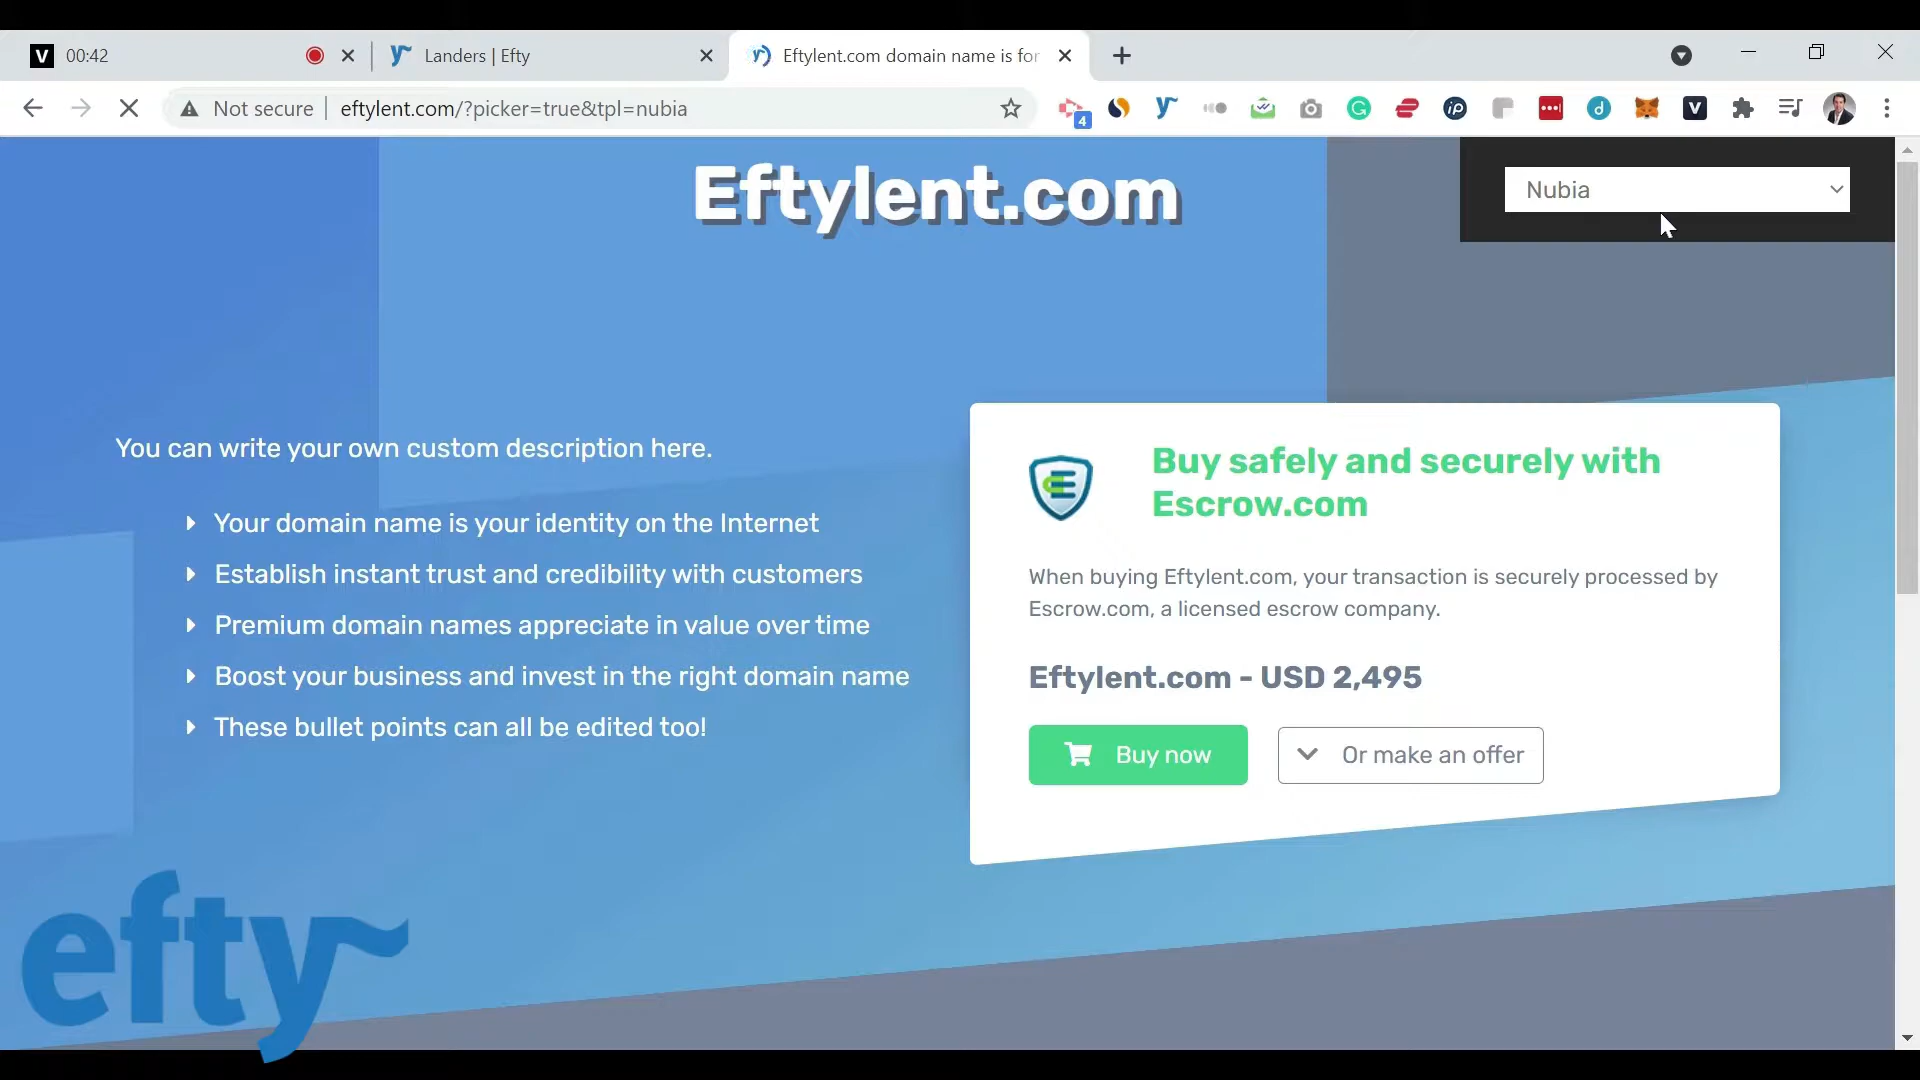 V 00:42
Landers | Efty
Eftylent.com domain name is for
Not secure | eftylent.com/?picker=true&tpl=nubia
4
Eftylent.com
Nubia
You can write your own custom description here.
Your domain name is your identity on the Internet
Establish instant trust and credibility with customers
Premium domain names appreciate in value over time
Boost your business and invest in the right domain name
These bullet points can all be edited too!
Buy safely and securely with
Escrow.com
When buying Eftylent.com, your transaction is securely processed by
Escrow.com, a licensed escrow company.
Eftylent.com - USD 2,495
Buy now
Or make an offer
efty